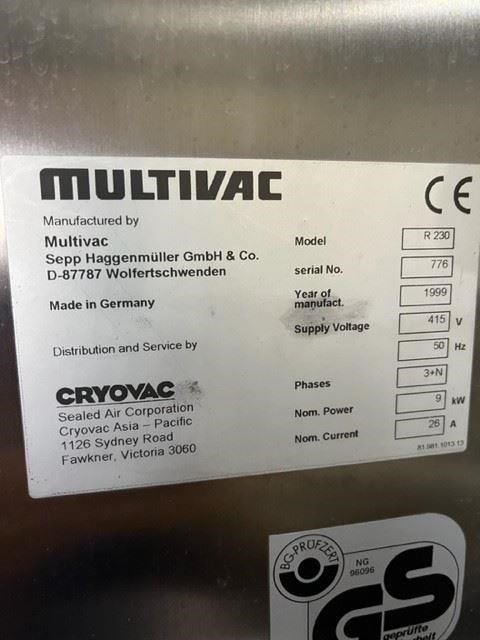 MULTIVAC
CE
Manufactured by
Multivac
Sepp Haggenmüller GmbH & Co.
D-87787 Wolfertschwenden
Made in Germany
Distribution and Service by
CRYOVAC
Sealed Air Corporation
Cryovac Asia – Pacific
1126 Sydney Road
Fawkner, Victoria 3060
Model R 230
serial No. 776
Year of
manufact. 1999
Supply Voltage 415 V
50 Hz
Phases 3+N
Nom. Power 9 kW
Nom. Current 26 A
81.981.1013.13
BG-PRÜFZERT
NG
96096
GS
geprüfte